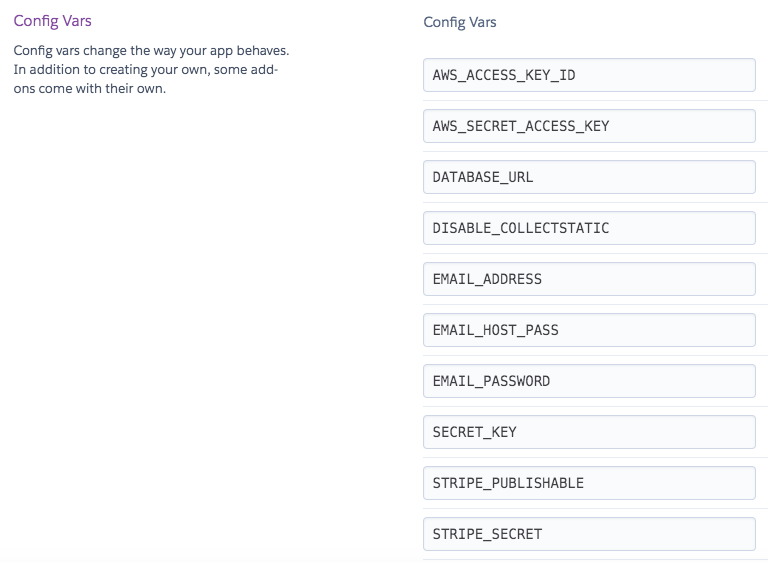 Config Vars
Config vars change the way your app behaves.
In addition to creating your own, some add-
ons come with their own.
Config Vars
AWS_ACCESS_KEY_ID
AWS_SECRET_ACCESS_KEY
DATABASE_URL
DISABLE_COLLECTSTATIC
EMAIL_ADDRESS
EMAIL_HOST_PASS
EMAIL_PASSWORD
SECRET_KEY
STRIPE_PUBLISHABLE
STRIPE_SECRET